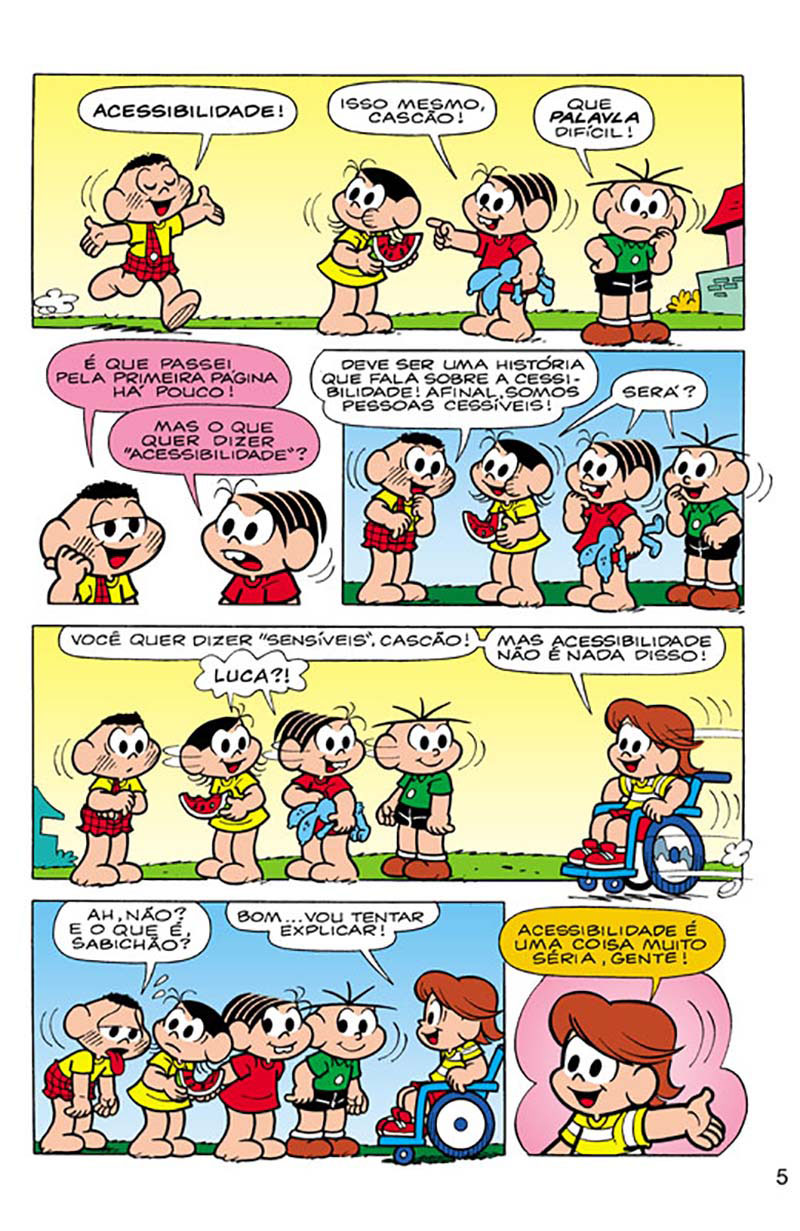 ACESSIBILIDADE!
ISSO MESMO,
CASCÃO!
QUE
PALAVLA
DIFÍCIL!
É QUE PASSEI
PELA PRIMEIRA PÁGINA
HÁ POUCO!
MAS O QUE
QUER DIZER
"ACESSIBILIDADE"?
DEVE SER UMA HISTÓRIA
QUE FALA SOBRE A CESSI-
BILIDADE! AFINAL, SOMOS
PESSOAS CESSÍVEIS!
SERÁ?
VOCÊ QUER DIZER "SENSÍVEIS", CASCÃO!
LUCA?!
MAS ACESSIBILIDADE
NÃO É NADA DISSO!
AH, NÃO?
E O QUE É,
SABICHÃO?
BOM...VOU TENTAR
EXPLICAR!
ACESSIBILIDADE É
UMA COISA MUITO
SÉRIA, GENTE!
5